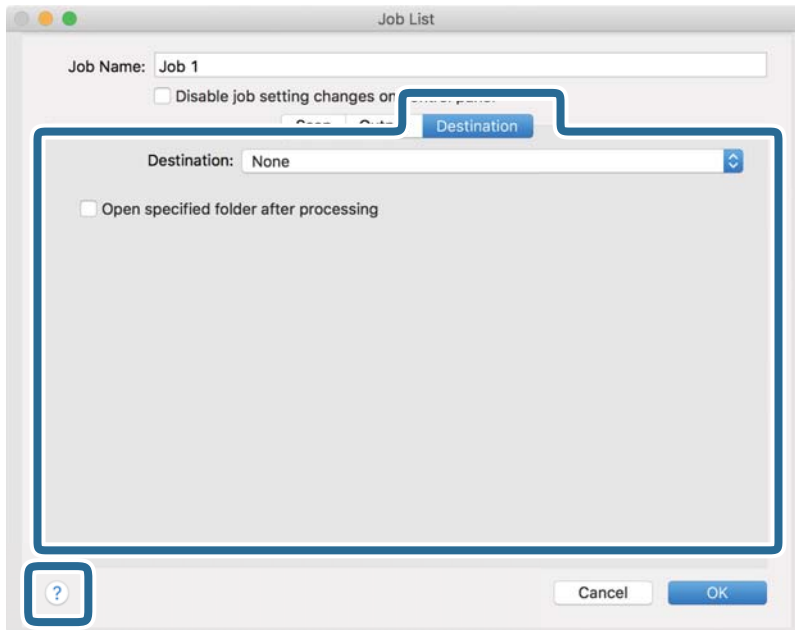 Job List
Job Name: Job 1
Disable job setting changes on
Destination
Destination: None
Open specified folder after processing
? Cancel OK